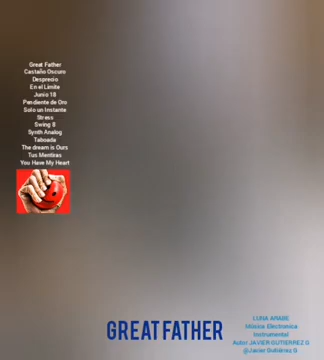 Great Father
Castaño Oscuro
Desprecio
En el Limite
Junio 18
Pendiente de Oro
Solo un Instante
Stress
Swing 8
Synth Analog
Taboada
The dream is Ours
Tus Mentiras
You Have My Heart
GREAT FATHER
LUNA ARABE
Música Electronica
Instrumental
Autor JAVIER GUTIERREZ G
@Javier Gutiérrez G